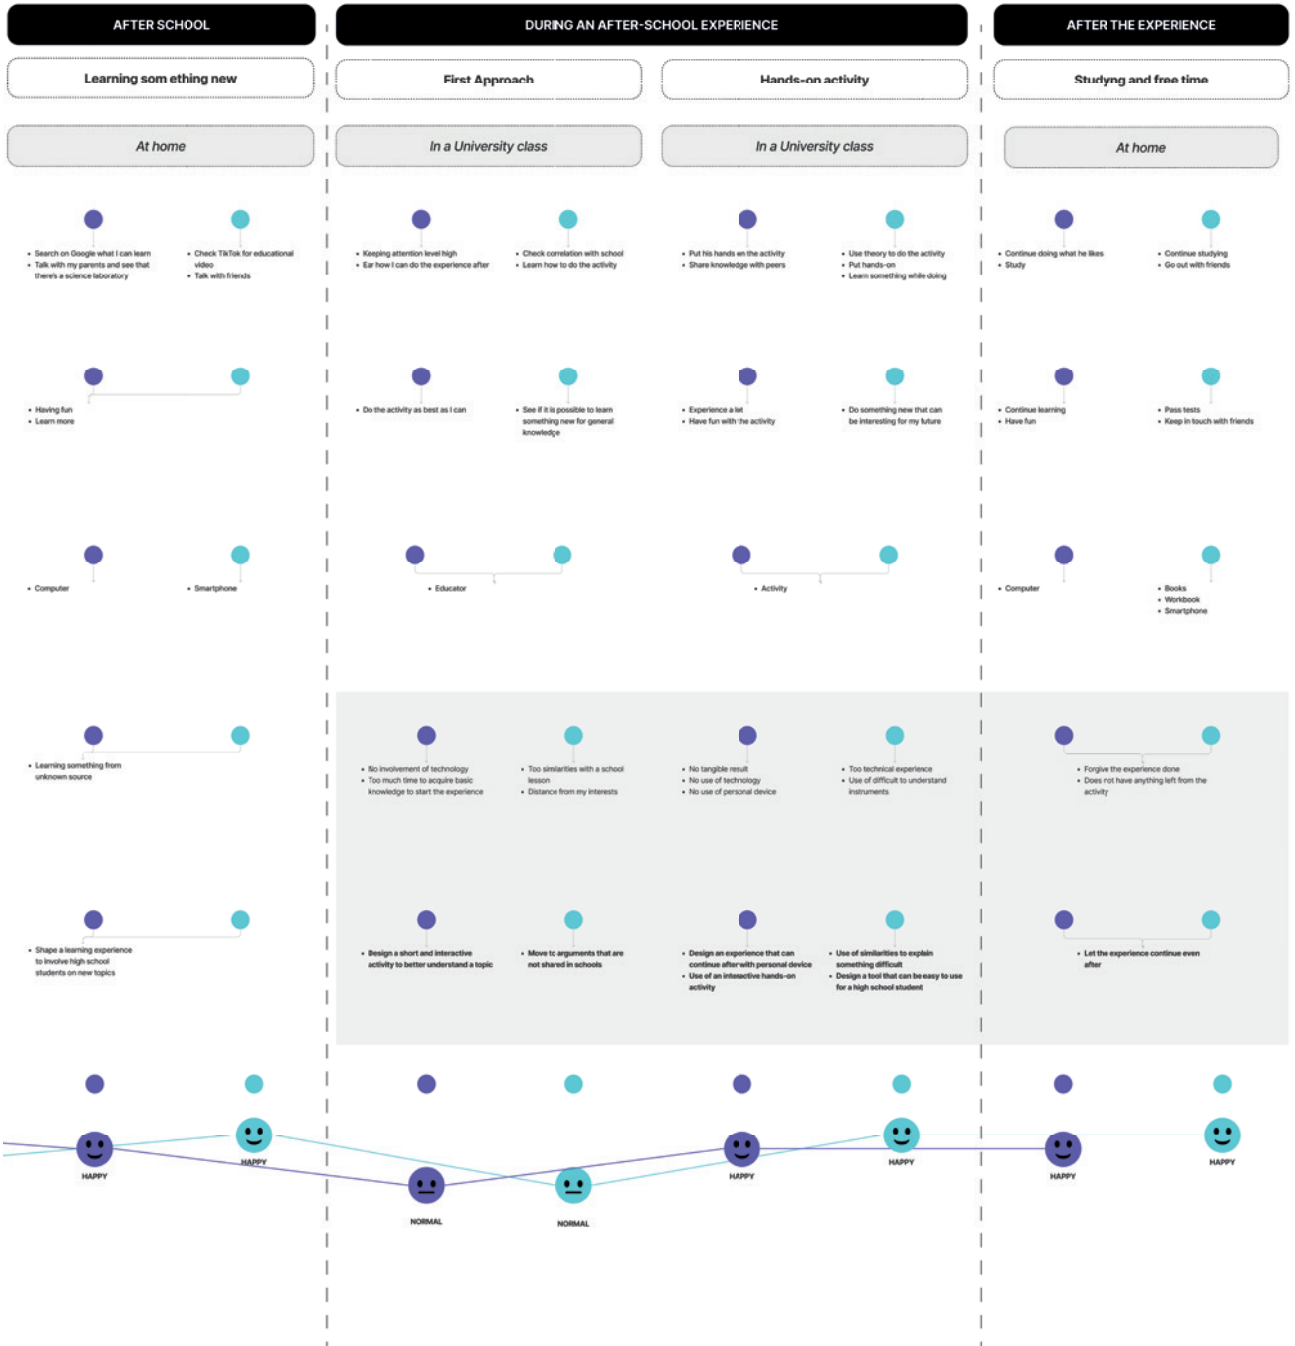 AFTER SCHOOL
DURING AN AFTER-SCHOOL EXPERIENCE
AFTER THE EXPERIENCE
Learning som ething new
First Approach
Hands-on activity
Studyng and free time
At home
In a University class
In a University class
At home
• Search on Google what I can learn
• Talk with my parents and see that
there's a science laboratory
• Check TikTok for educational
video
• Talk with friends
• Keeping attention level high
• Ear how I can do the experience after
• Check correlation with school
• Learn how to do the activity
• Put his hands on the activity
• Share knowledge with peers
• Use theory to do the activity
• Put hands-on
• Learn something while doing
• Continue doing what he likes
• Study
• Continue studying
• Go out with friends
• Having fun
• Learn more
• Do the activity as best as I can
• See if it is possible to learn
something new for general
knowledge
• Experience a lot
• Have fun with the activity
• Do something new that can
be interesting for my future
• Continue learning
• Have fun
• Pass tests
• Keep in touch with friends
• Computer
• Smartphone
• Educator
• Activity
• Computer
• Books
• Workbook
• Smartphone
• Learning something from
unknown source
• No involvement of technology
• Too much time to acquire basic
knowledge to start the experience
• Too similarities with a school
lesson
• Distance from my interests
• No tangible result
• No use of technology
• No use of personal device
• Too technical experience
• Use of difficult to understand
instruments
• Forgive the experience done
• Does not have anything left from the
activity
• Shape a learning experience
to involve high school
students on new topics
• Design a short and interactive
activity to better understand a topic
• Move to arguments that are
not shared in schools
• Design an experience that can
continue after with personal device
• Use of an interactive hands-on
activity
• Use of similarities to explain
something difficult
• Design a tool that can be easy to use
for a high school student
• Let the experience continue even
after
HAPPY
HAPPY
NORMAL
NORMAL
HAPPY
HAPPY
HAPPY
HAPPY